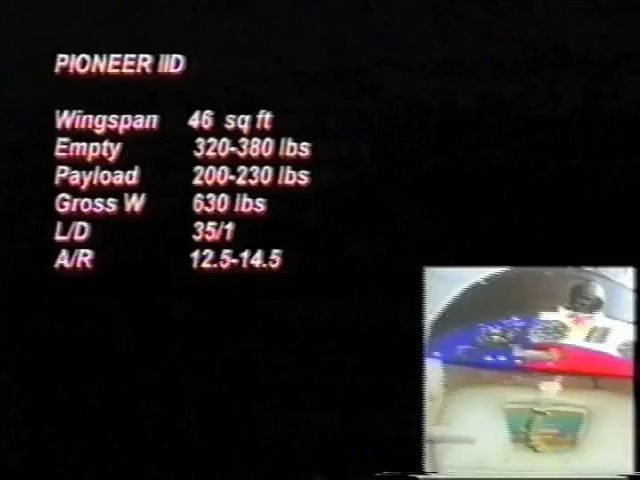 PIONEER IID
Wingspan 46 sq ft
Empty 320-380 lbs
Payload 200-230 lbs
Gross W 630 lbs
L/D 35/1
A/R 12.5-14.5